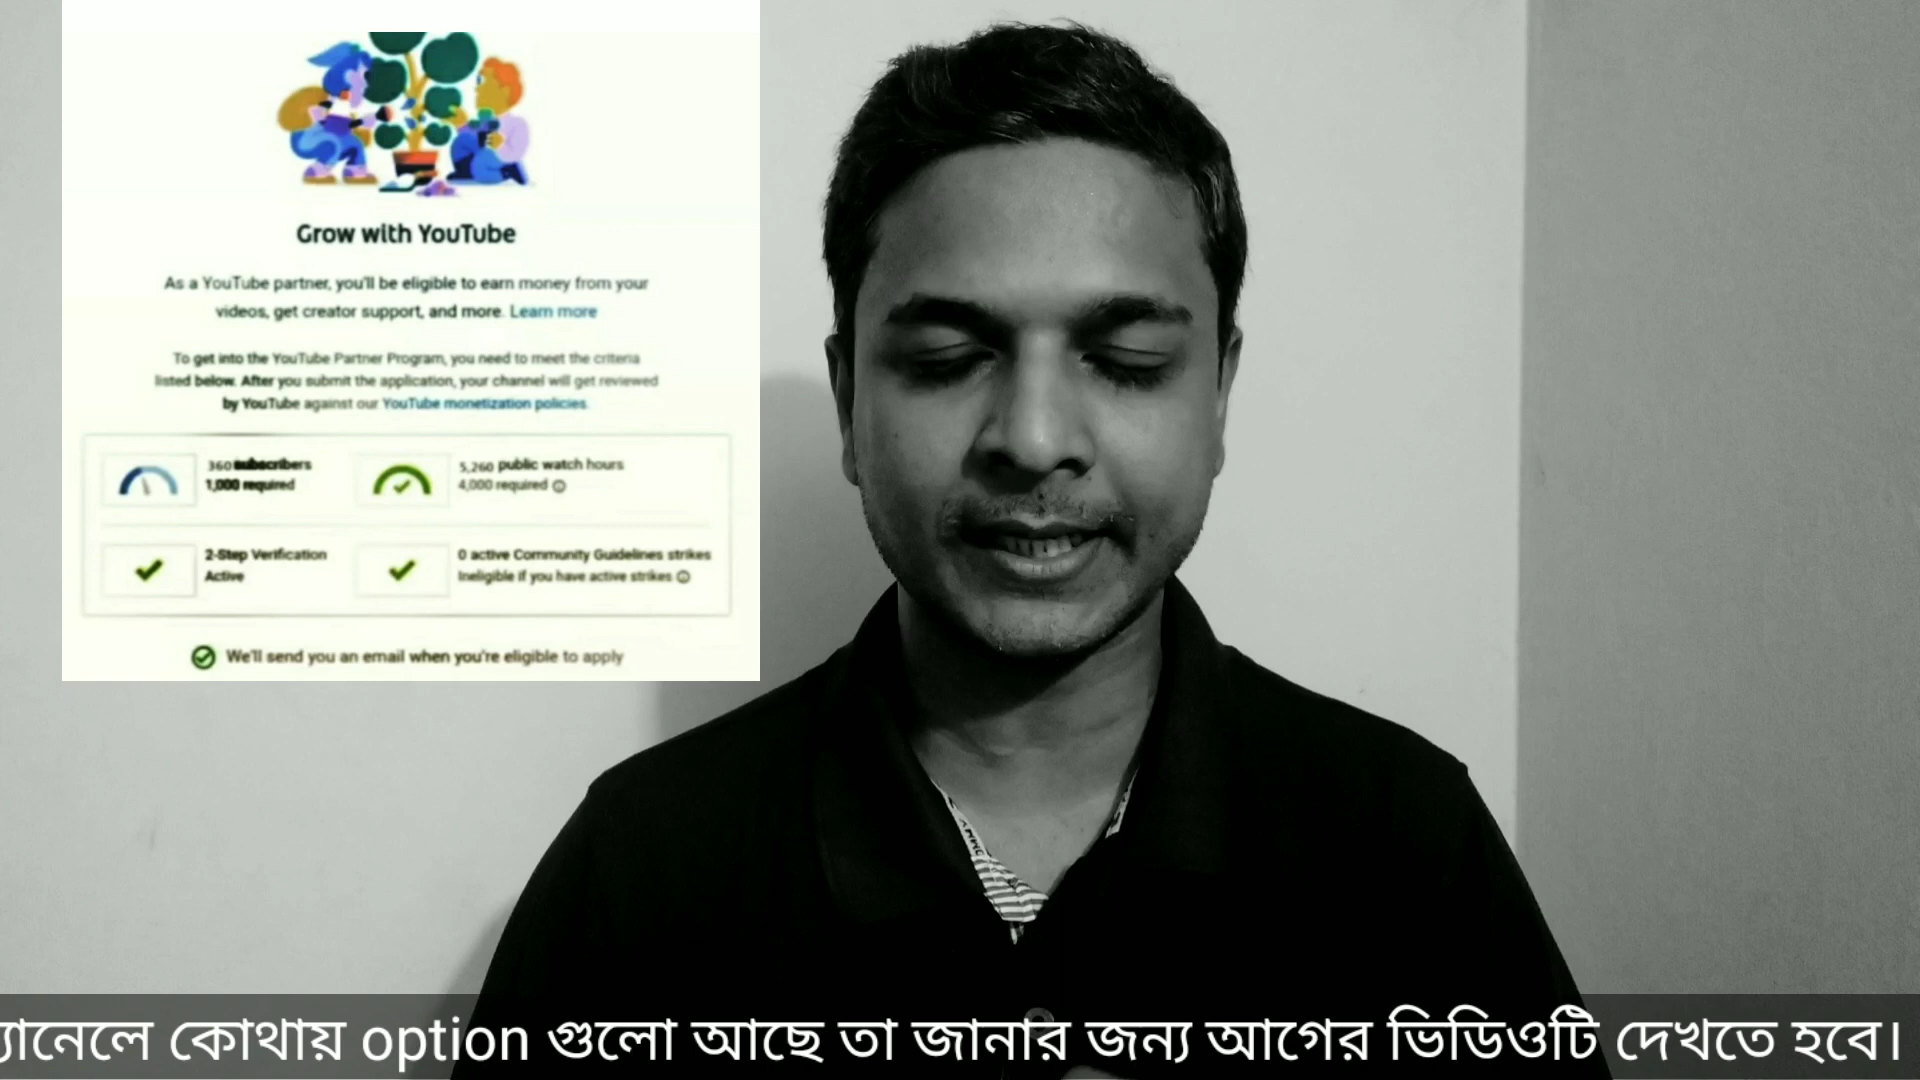 Grow with YouTube
As a YouTube partner, you'll be eligible to earn money from your
videos, get creator support, and more. Learn more
To get into the YouTube Partner Program, you need to meet the criteria
listed below. After you submit the application, your channel will get reviewed
by YouTube against our YouTube monetization policies.
360 subscribers
1,000 required
5,260 public watch hours
4,000 required
2-Step Verification
Active
0 active Community Guidelines strikes
Ineligible if you have active strikes
We'll send you an email when you're eligible to apply
কোথায় option গুলো আছে তা জানার জন্য আগের ভিডিওটি দেখতে হবে।